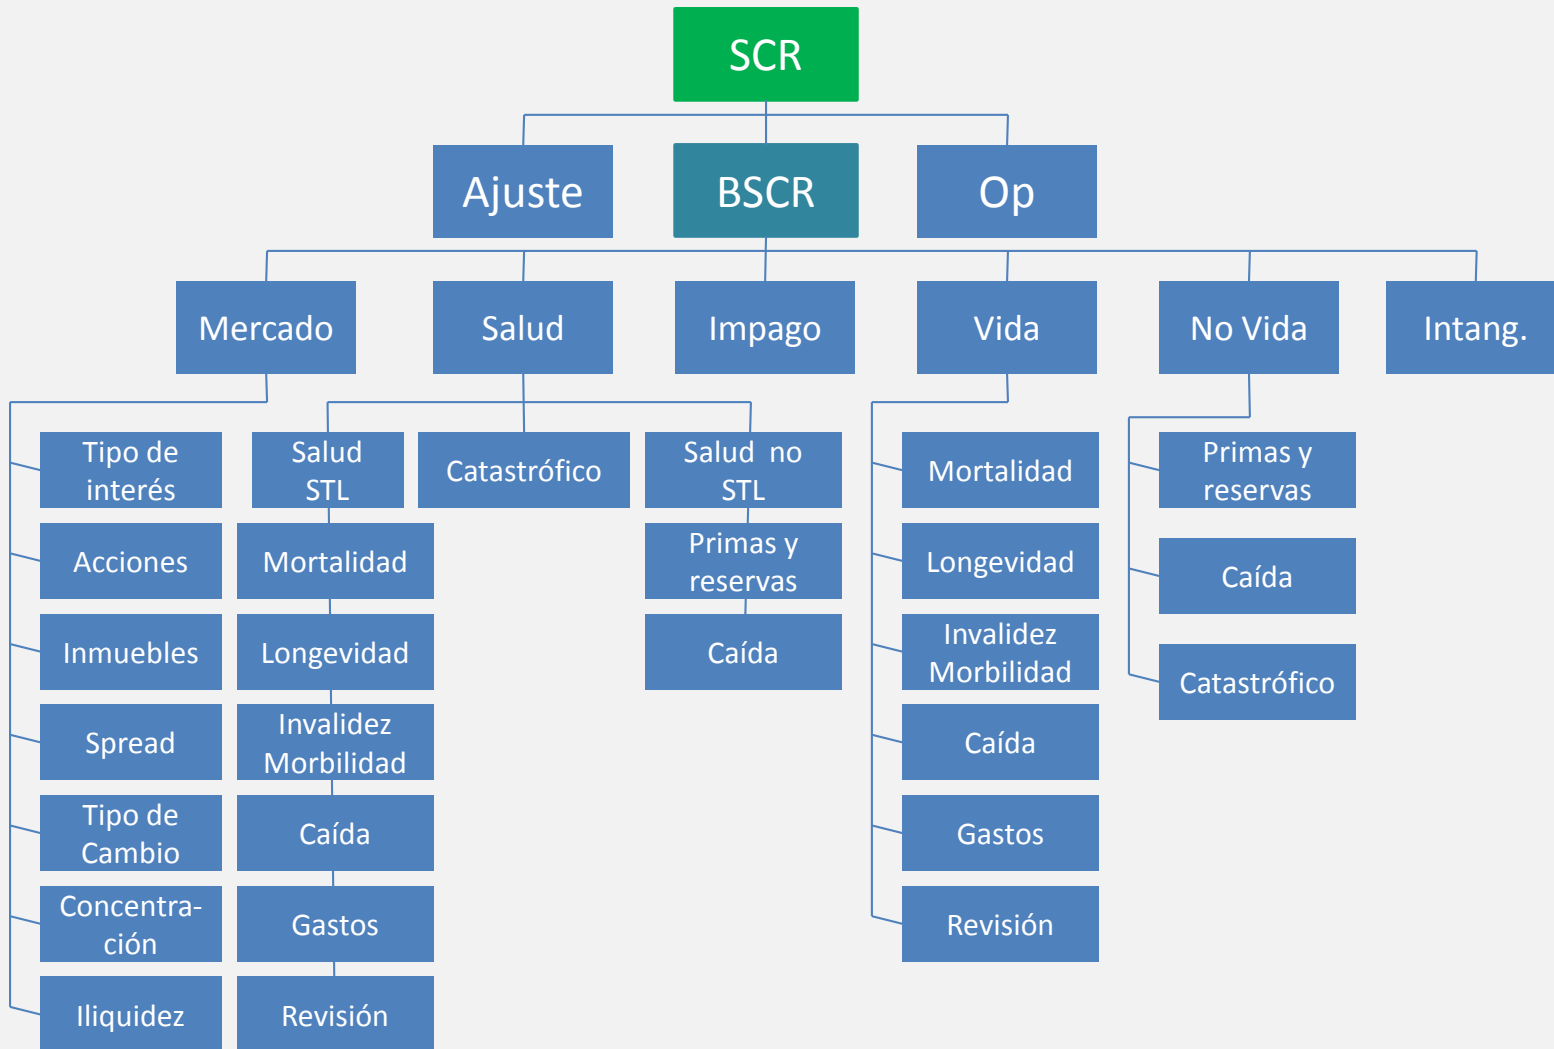 SCR
Ajuste
BSCR
Op
Mercado
Salud
Impago
Vida
No Vida
Intang.
Tipo de
interés
Acciones
Inmuebles
Spread
Tipo de
Cambio
Concentra-
ción
Iliquidez
Salud
STL
Mortalidad
Longevidad
Invalidez
Morbilidad
Caída
Gastos
Revisión
Catastrófico
Salud no
STL
Primas y
reservas
Caída
Mortalidad
Longevidad
Invalidez
Morbilidad
Caída
Gastos
Revisión
Primas y
reservas
Caída
Catastrófico